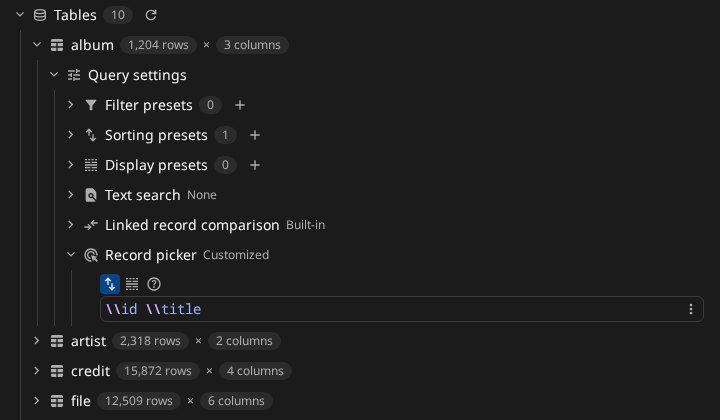 Tables 10
album 1,204 rows × 3 columns
Query settings
Filter presets 0 +
Sorting presets 1 +
Display presets 0 +
Text search None
Linked record comparison Built-in
Record picker Customized
\\id \\title
artist 2,318 rows × 2 columns
credit 15,872 rows × 4 columns
file 12,509 rows × 6 columns